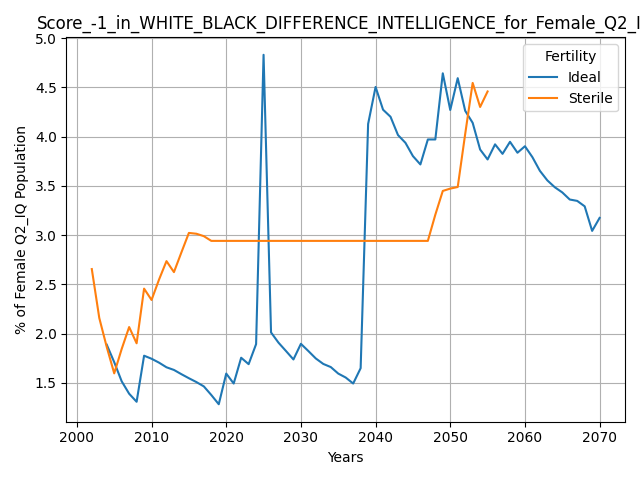 Score_-1_in_WHITE_BLACK_DIFFERENCE_INTELLIGENCE_for_Female_Q2_I
5.0
4.5
4.0
3.5
3.0
2.5
2.0
1.5
% of Female Q2_IQ Population
Fertility
Ideal
Sterile
2000 2010 2020 2030 2040 2050 2060 2070
Years